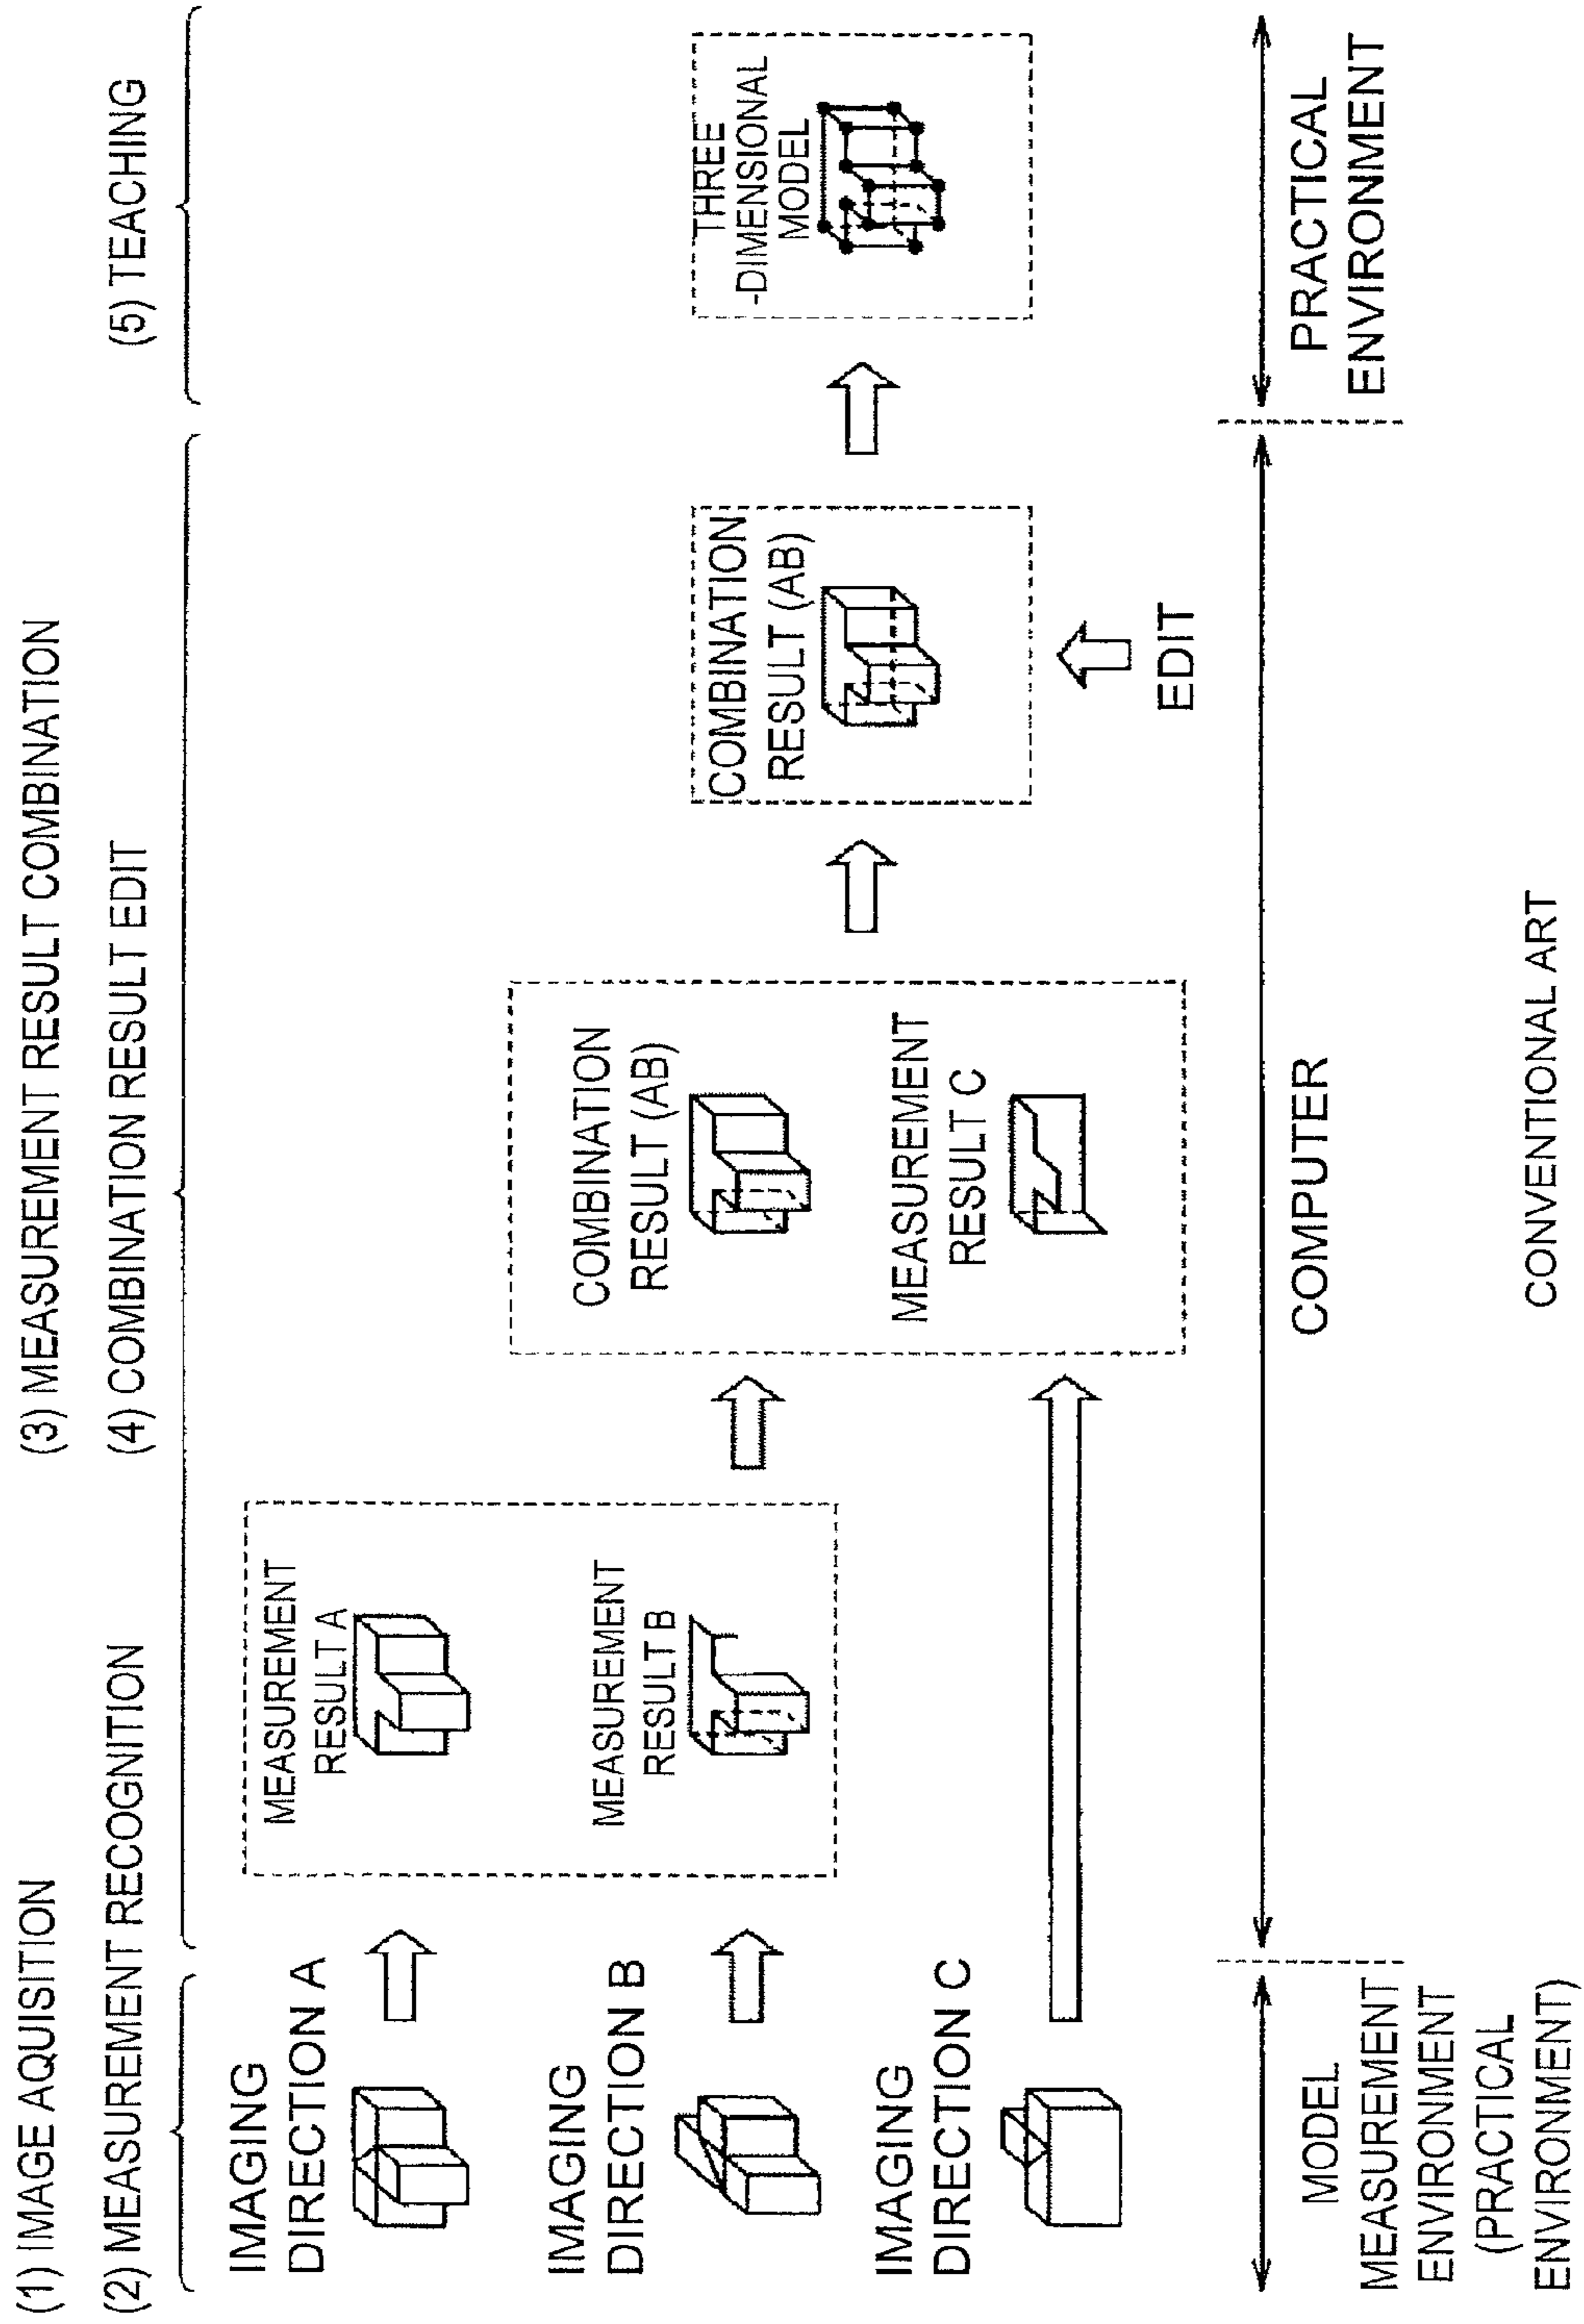 (1) IMAGE AQUISITION
(2) MEASUREMENT RECOGNITION
(3) MEASUREMENT RESULT COMBINATION
(4) COMBINATION RESULT EDIT
(5) TEACHING
IMAGING
DIRECTION A
IMAGING
DIRECTION B
IMAGING
DIRECTION C
MEASUREMENT
RESULT A
MEASUREMENT
RESULT B
COMBINATION
RESULT (AB)
MEASUREMENT
RESULT C
COMBINATION
RESULT (AB)
EDIT
THREE
-DIMENSIONAL
MODEL
MODEL
MEASUREMENT
ENVIRONMENT
(PRACTICAL
ENVIRONMENT)
COMPUTER
PRACTICAL
ENVIRONMENT
CONVENTIONAL ART